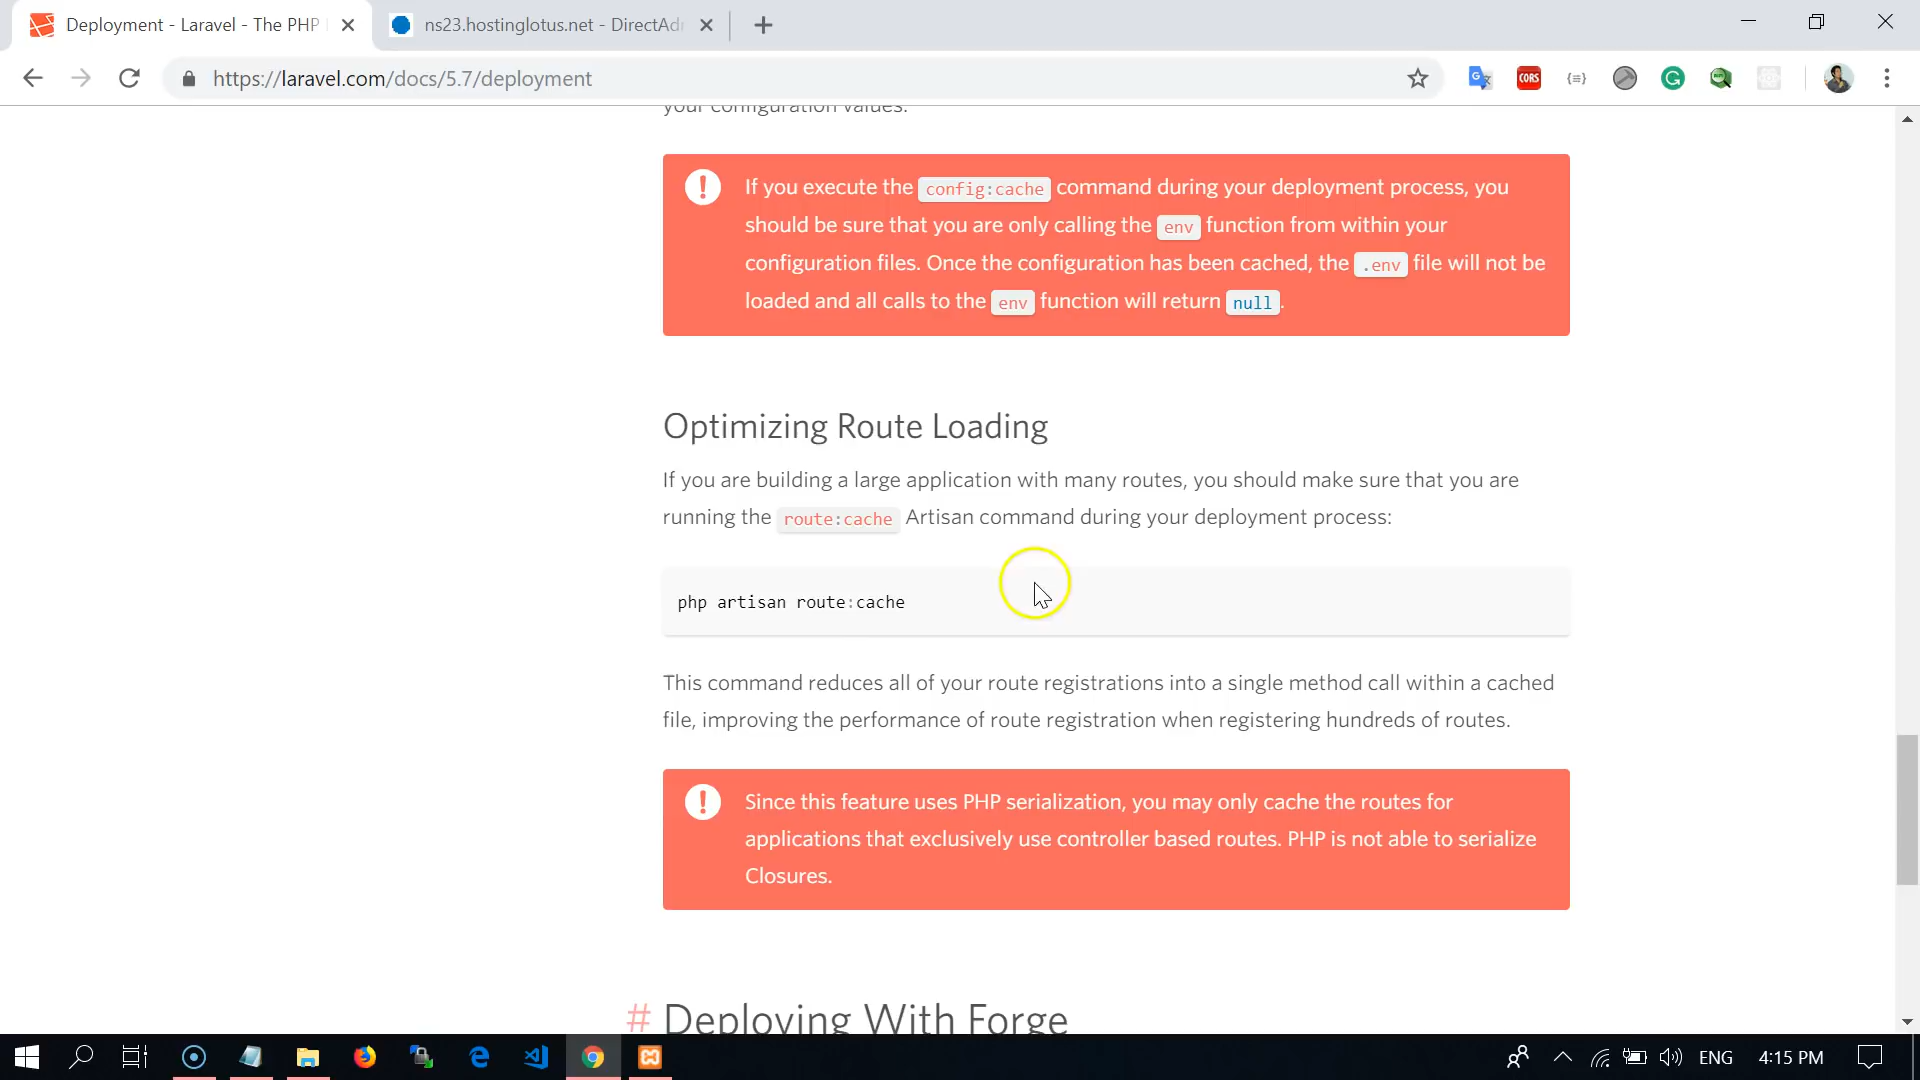 Deployment - Laravel - The PHP
ns23.hostinglotus.net - DirectAd
https://laravel.com/docs/5.7/deployment
CORS
your configuration values.
If you execute the config:cache command during your deployment process, you
should be sure that you are only calling the env function from within your
configuration files. Once the configuration has been cached, the .env file will not be
loaded and all calls to the env function will return null.
Optimizing Route Loading
If you are building a large application with many routes, you should make sure that you are
running the route:cache Artisan command during your deployment process:
php artisan route:cache
This command reduces all of your route registrations into a single method call within a cached
file, improving the performance of route registration when registering hundreds of routes.
Since this feature uses PHP serialization, you may only cache the routes for
applications that exclusively use controller based routes. PHP is not able to serialize
Closures.
# Deploying With Forge
ENG
4:15 PM